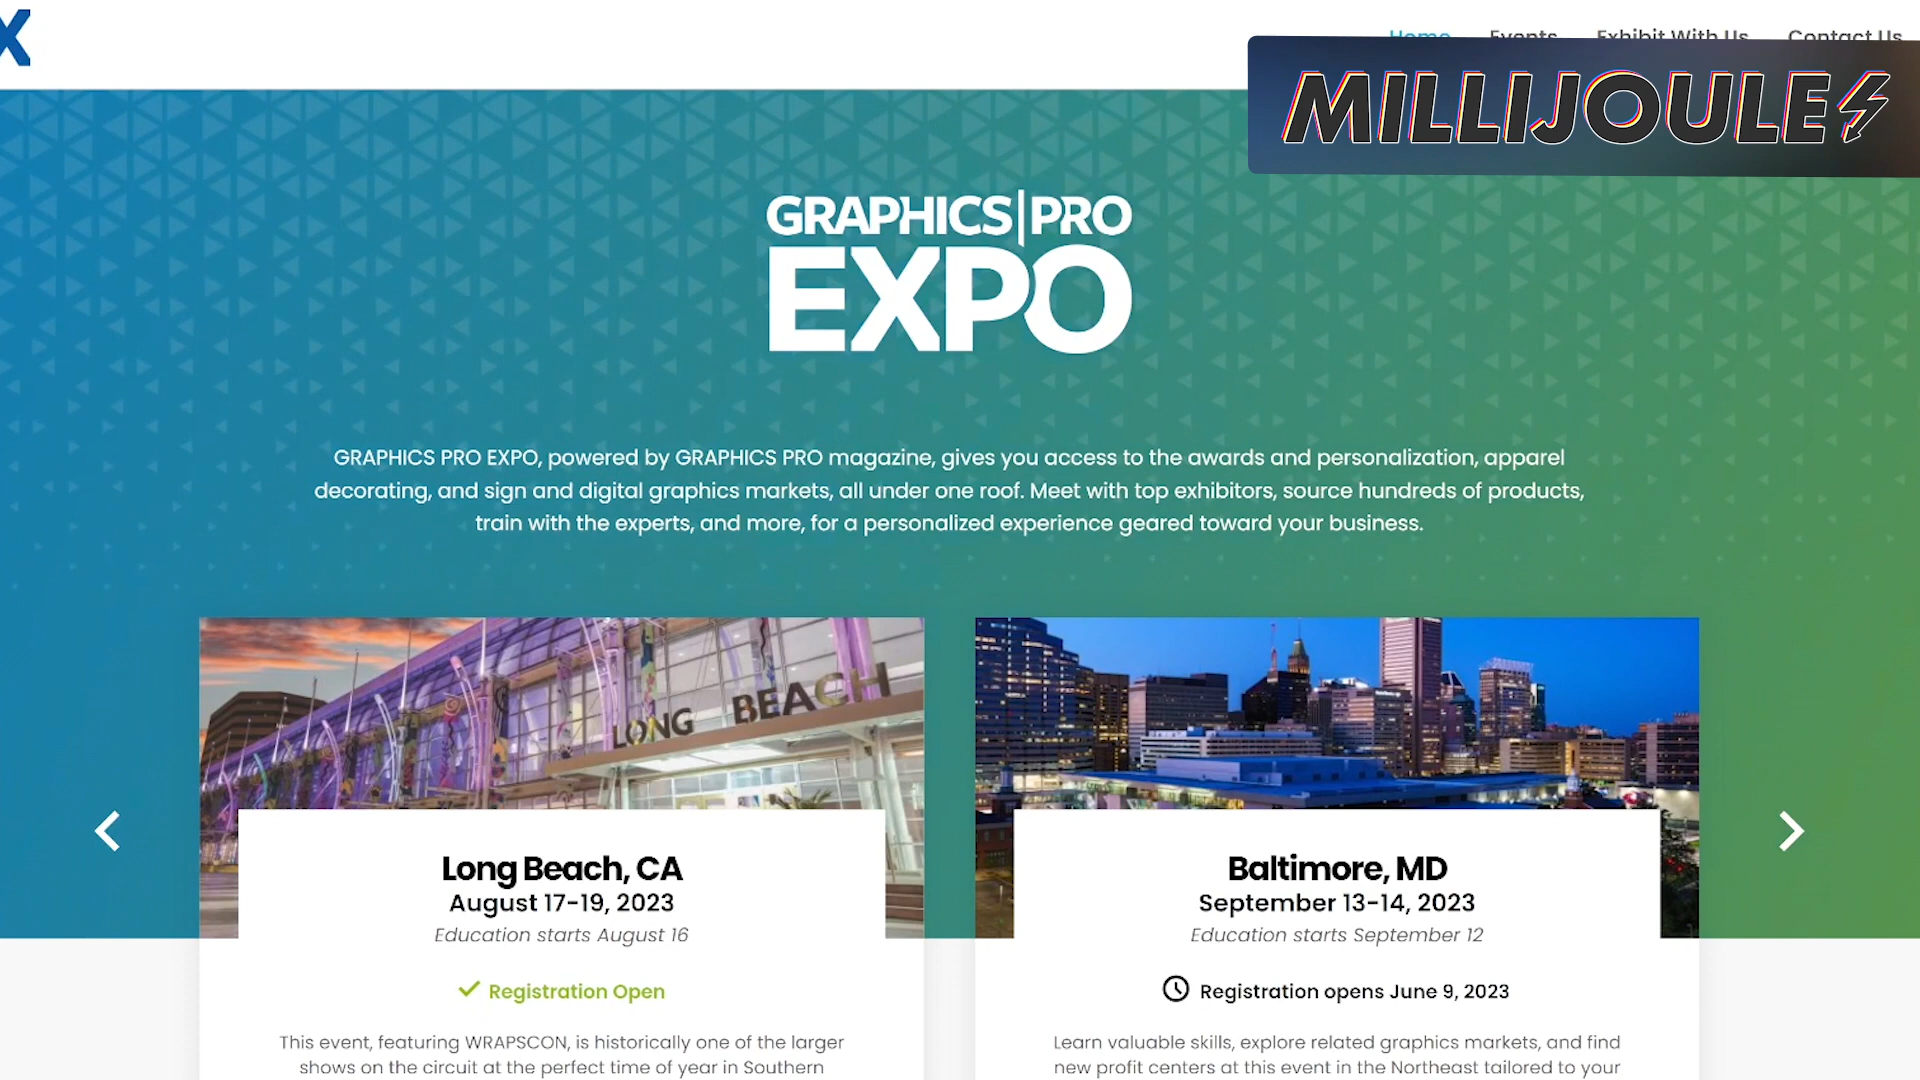 X
Home Events Exhibit With Us Contact Us
MILLIJOULE
GRAPHICS|PRO
EXPO
GRAPHICS PRO EXPO, powered by GRAPHICS PRO magazine, gives you access to the awards and personalization, apparel
decorating, and sign and digital graphics markets, all under one roof. Meet with top exhibitors, source hundreds of products,
train with the experts, and more, for a personalized experience geared toward your business.
LONG BEACH
Long Beach, CA
August 17-19, 2023
Education starts August 16
Registration Open
This event, featuring WRAPSCON, is historically one of the larger
shows on the circuit at the perfect time of year in Southern
Baltimore, MD
September 13-14, 2023
Education starts September 12
Registration opens June 9, 2023
Learn valuable skills, explore related graphics markets, and find
new profit centers at this event in the Northeast tailored to your